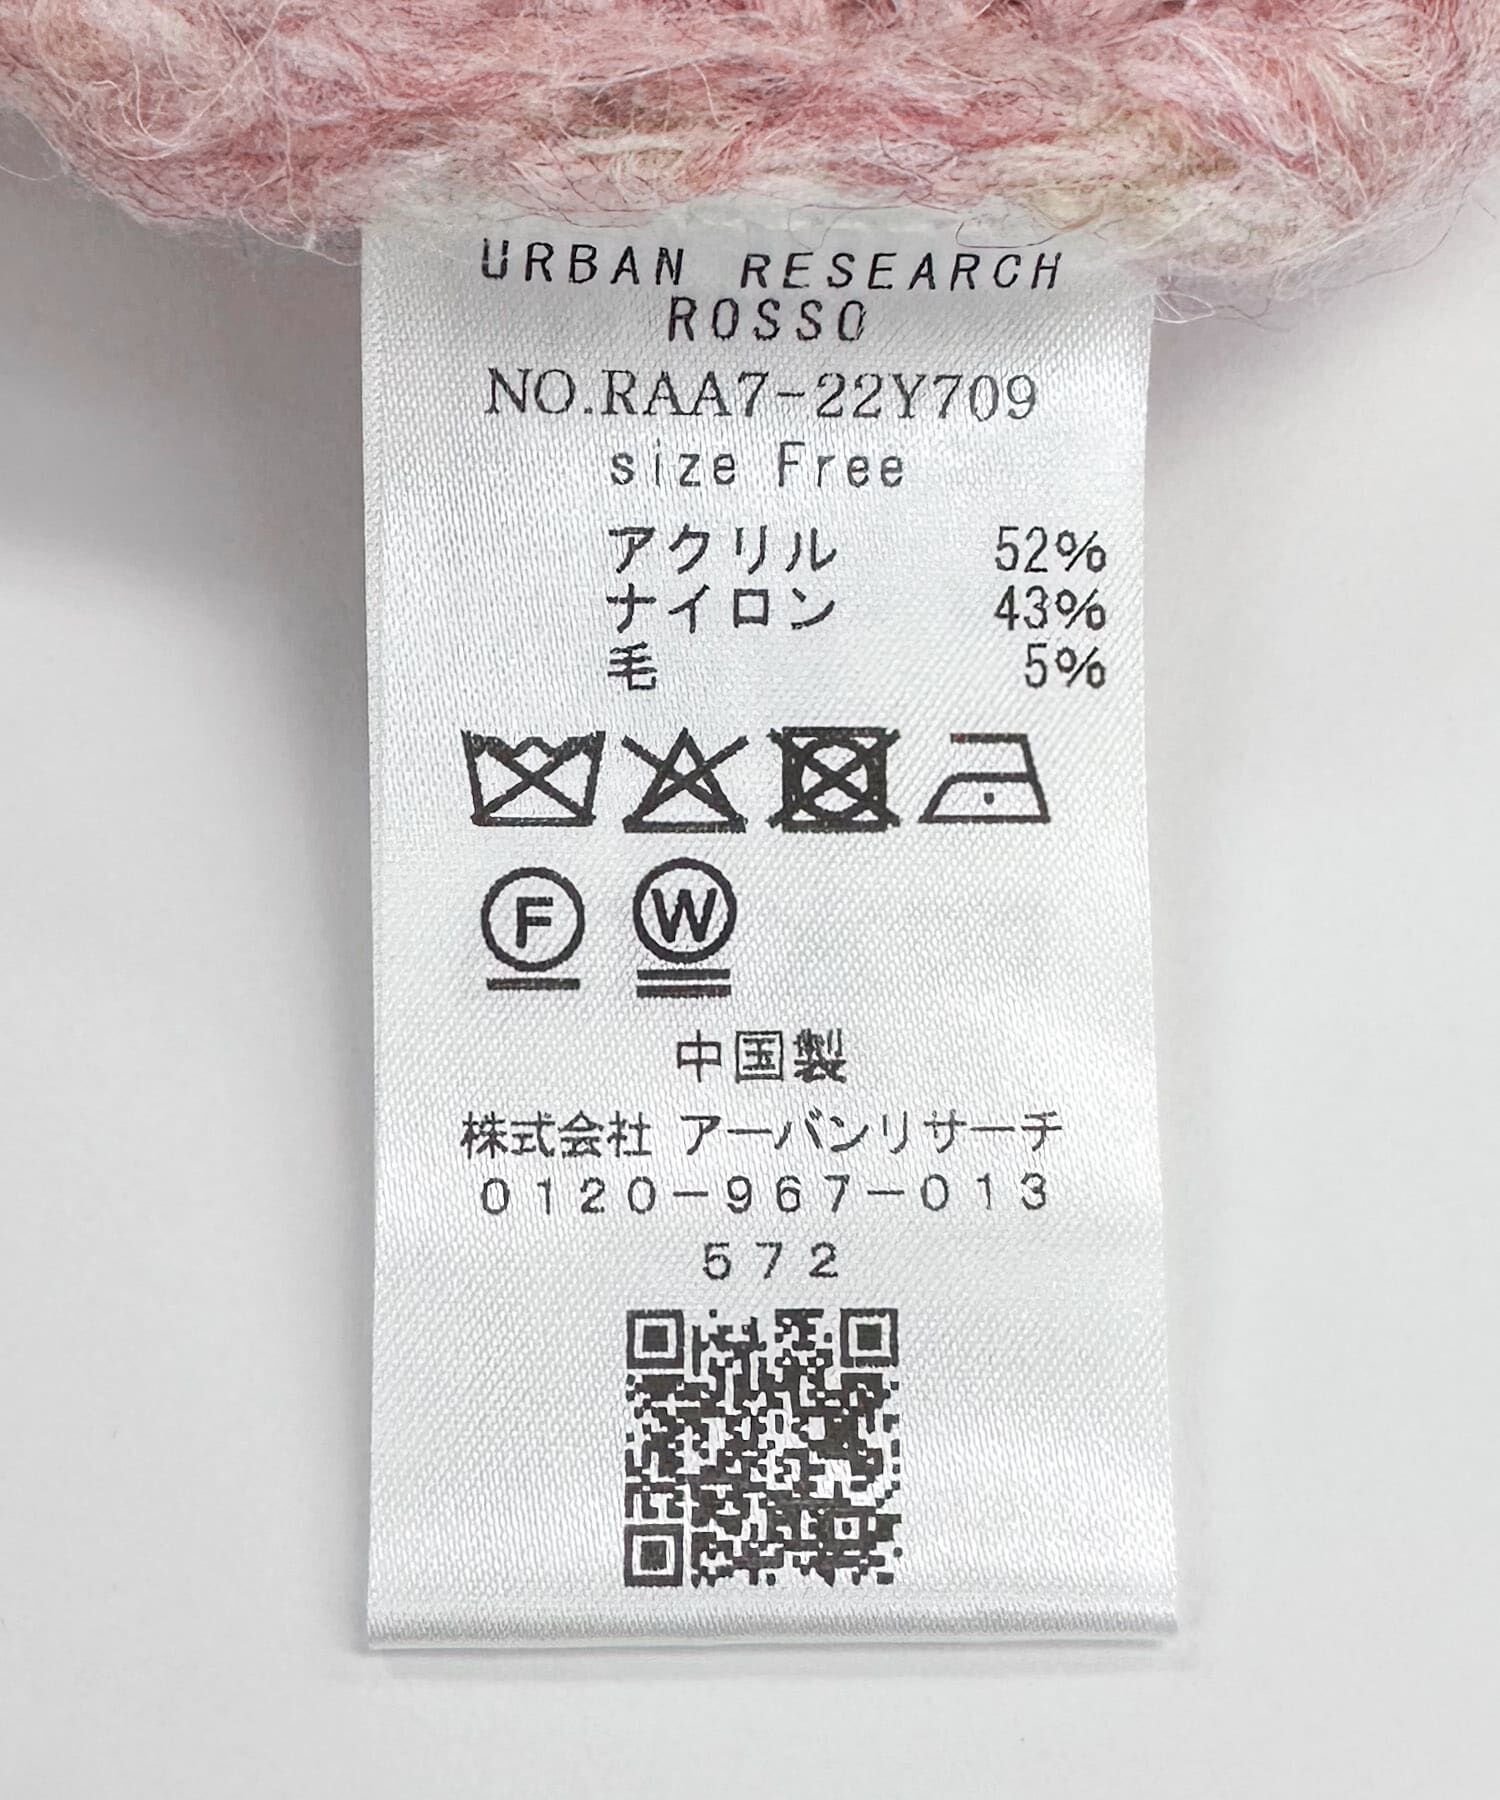 URBAN RESEARCH
ROSSO
NO.RAA7-22Y709
size Free
アクリル 52%
ナイロン 43%
毛 5%
F W
中国製
株式会社 アーバンリサーチ
0120-967-013
572